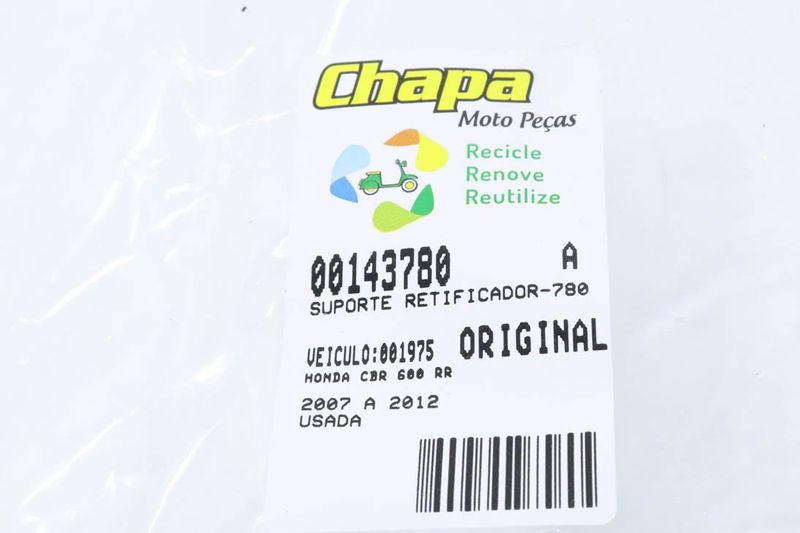 Chapa
Moto Peças
Recicle
Renove
Reutilize
00143780 A
SUPORTE RETIFICADOR-780
VEICULO:001975 ORIGINAL
HONDA CBR 600 RR
2007 A 2012
USADA